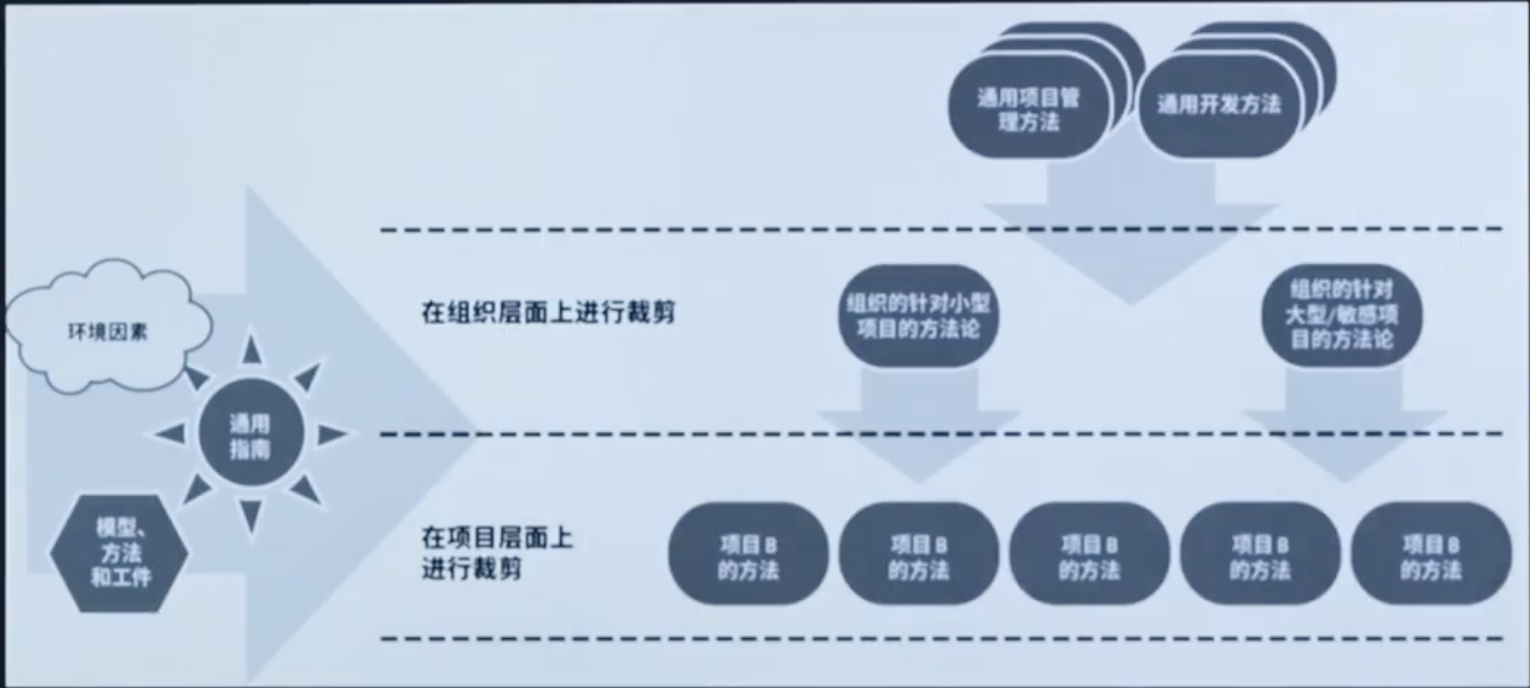 通用项目管
理方法
通用开发方法
环境因素
在组织层面上进行裁剪
组织的针对小型
项目的方法论
组织的针对
大型/敏感项
目的方法论
通用
指南
模型、
方法
和工件
在项目层面上
进行裁剪
项目 B
的方法
项目 B
的方法
项目 B
的方法
项目 B
的方法
项目 B
的方法